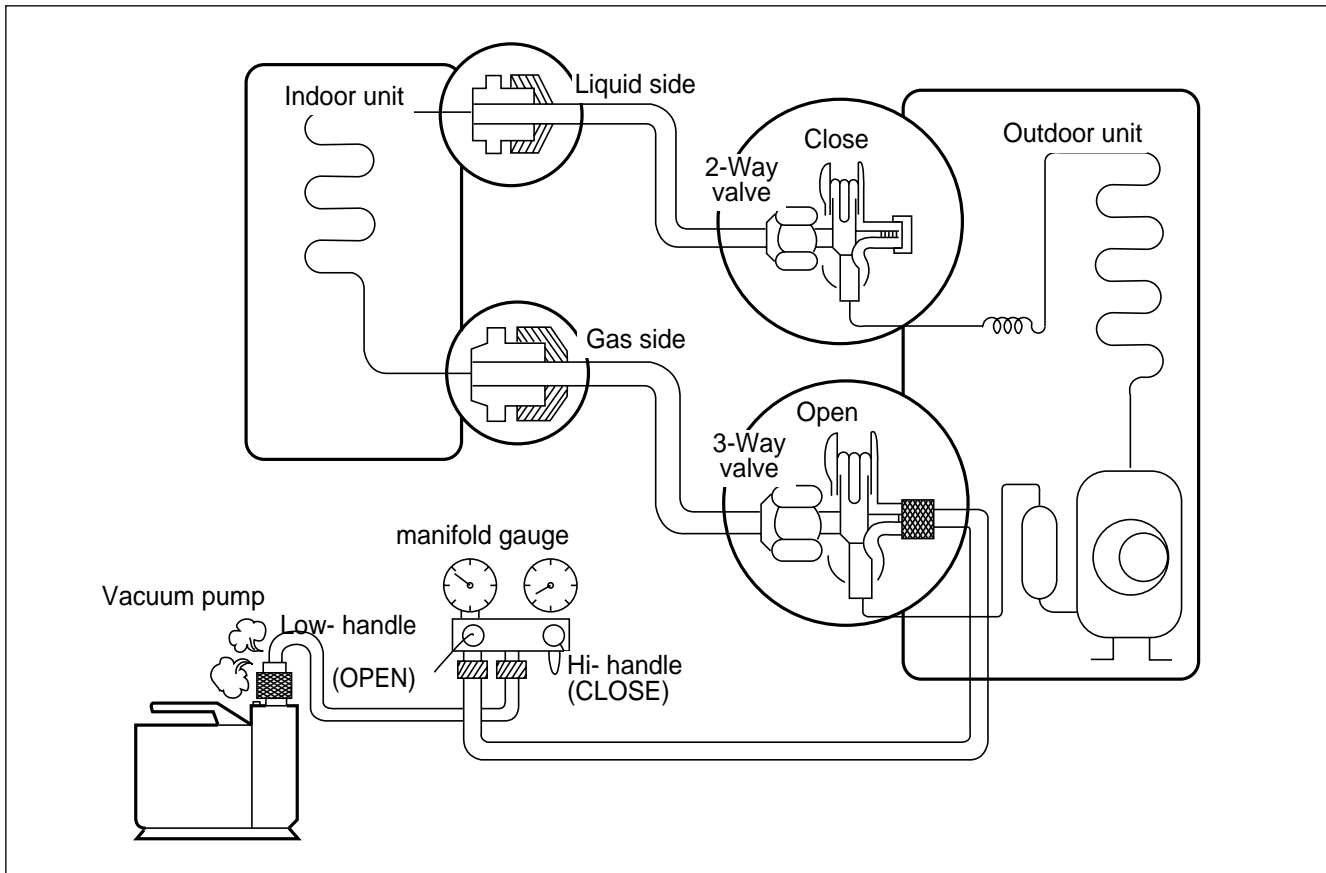 Indoor unit
Liquid side
Close
2-Way
valve
Outdoor unit
Gas side
Open
3-Way
valve
manifold gauge
Vacuum pump
Low- handle
(OPEN)
Hi- handle
(CLOSE)